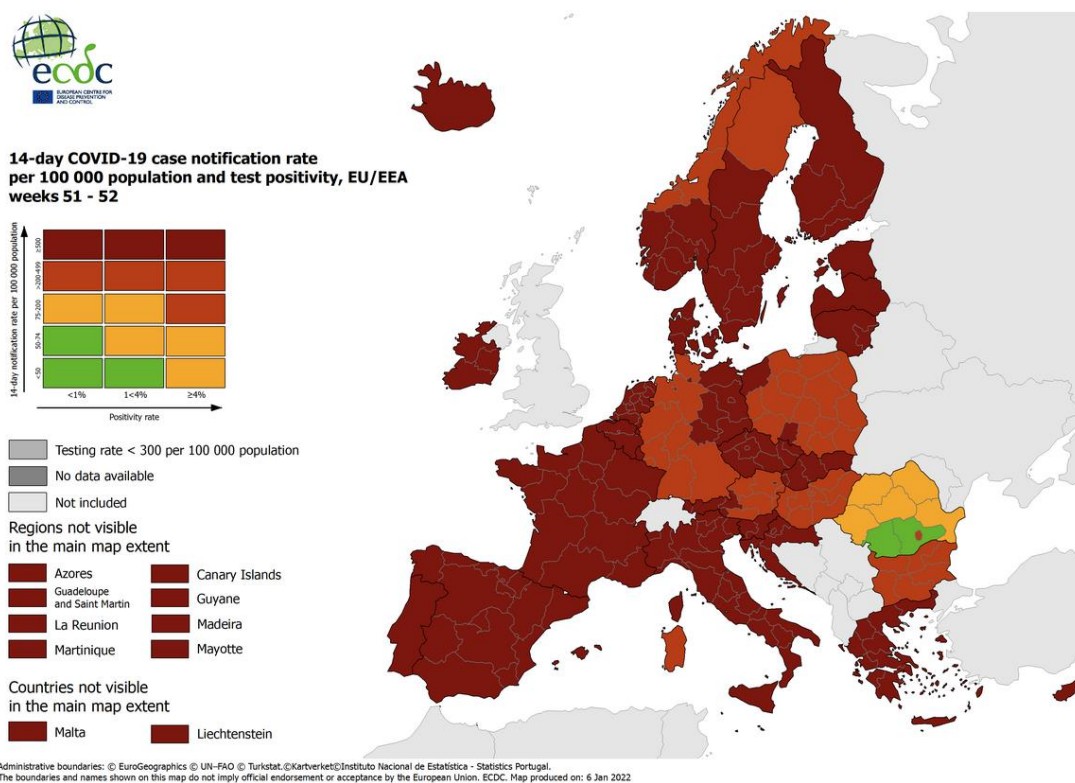 ecdc
EUROPEAN CENTRE FOR
DISEASE PREVENTION
AND CONTROL
14-day COVID-19 case notification rate
per 100 000 population and test positivity, EU/EEA
weeks 51 - 52
14-day notification rate per 100 000 population
≥500
>200-499
75-200
50-74
<50
<1%
1<4%
≥4%
Positivity rate
Testing rate < 300 per 100 000 population
No data available
Not included
Regions not visible
in the main map extent
Azores
Canary Islands
Guadeloupe
and Saint Martin
Guyane
La Reunion
Madeira
Martinique
Mayotte
Countries not visible
in the main map extent
Malta
Liechtenstein
Administrative boundaries: © EuroGeographics © UN–FAO © Turkstat.©Kartverket©Instituto Nacional de Estatística - Statistics Portugal.
The boundaries and names shown on this map do not imply official endorsement or acceptance by the European Union. ECDC. Map produced on: 6 Jan 2022